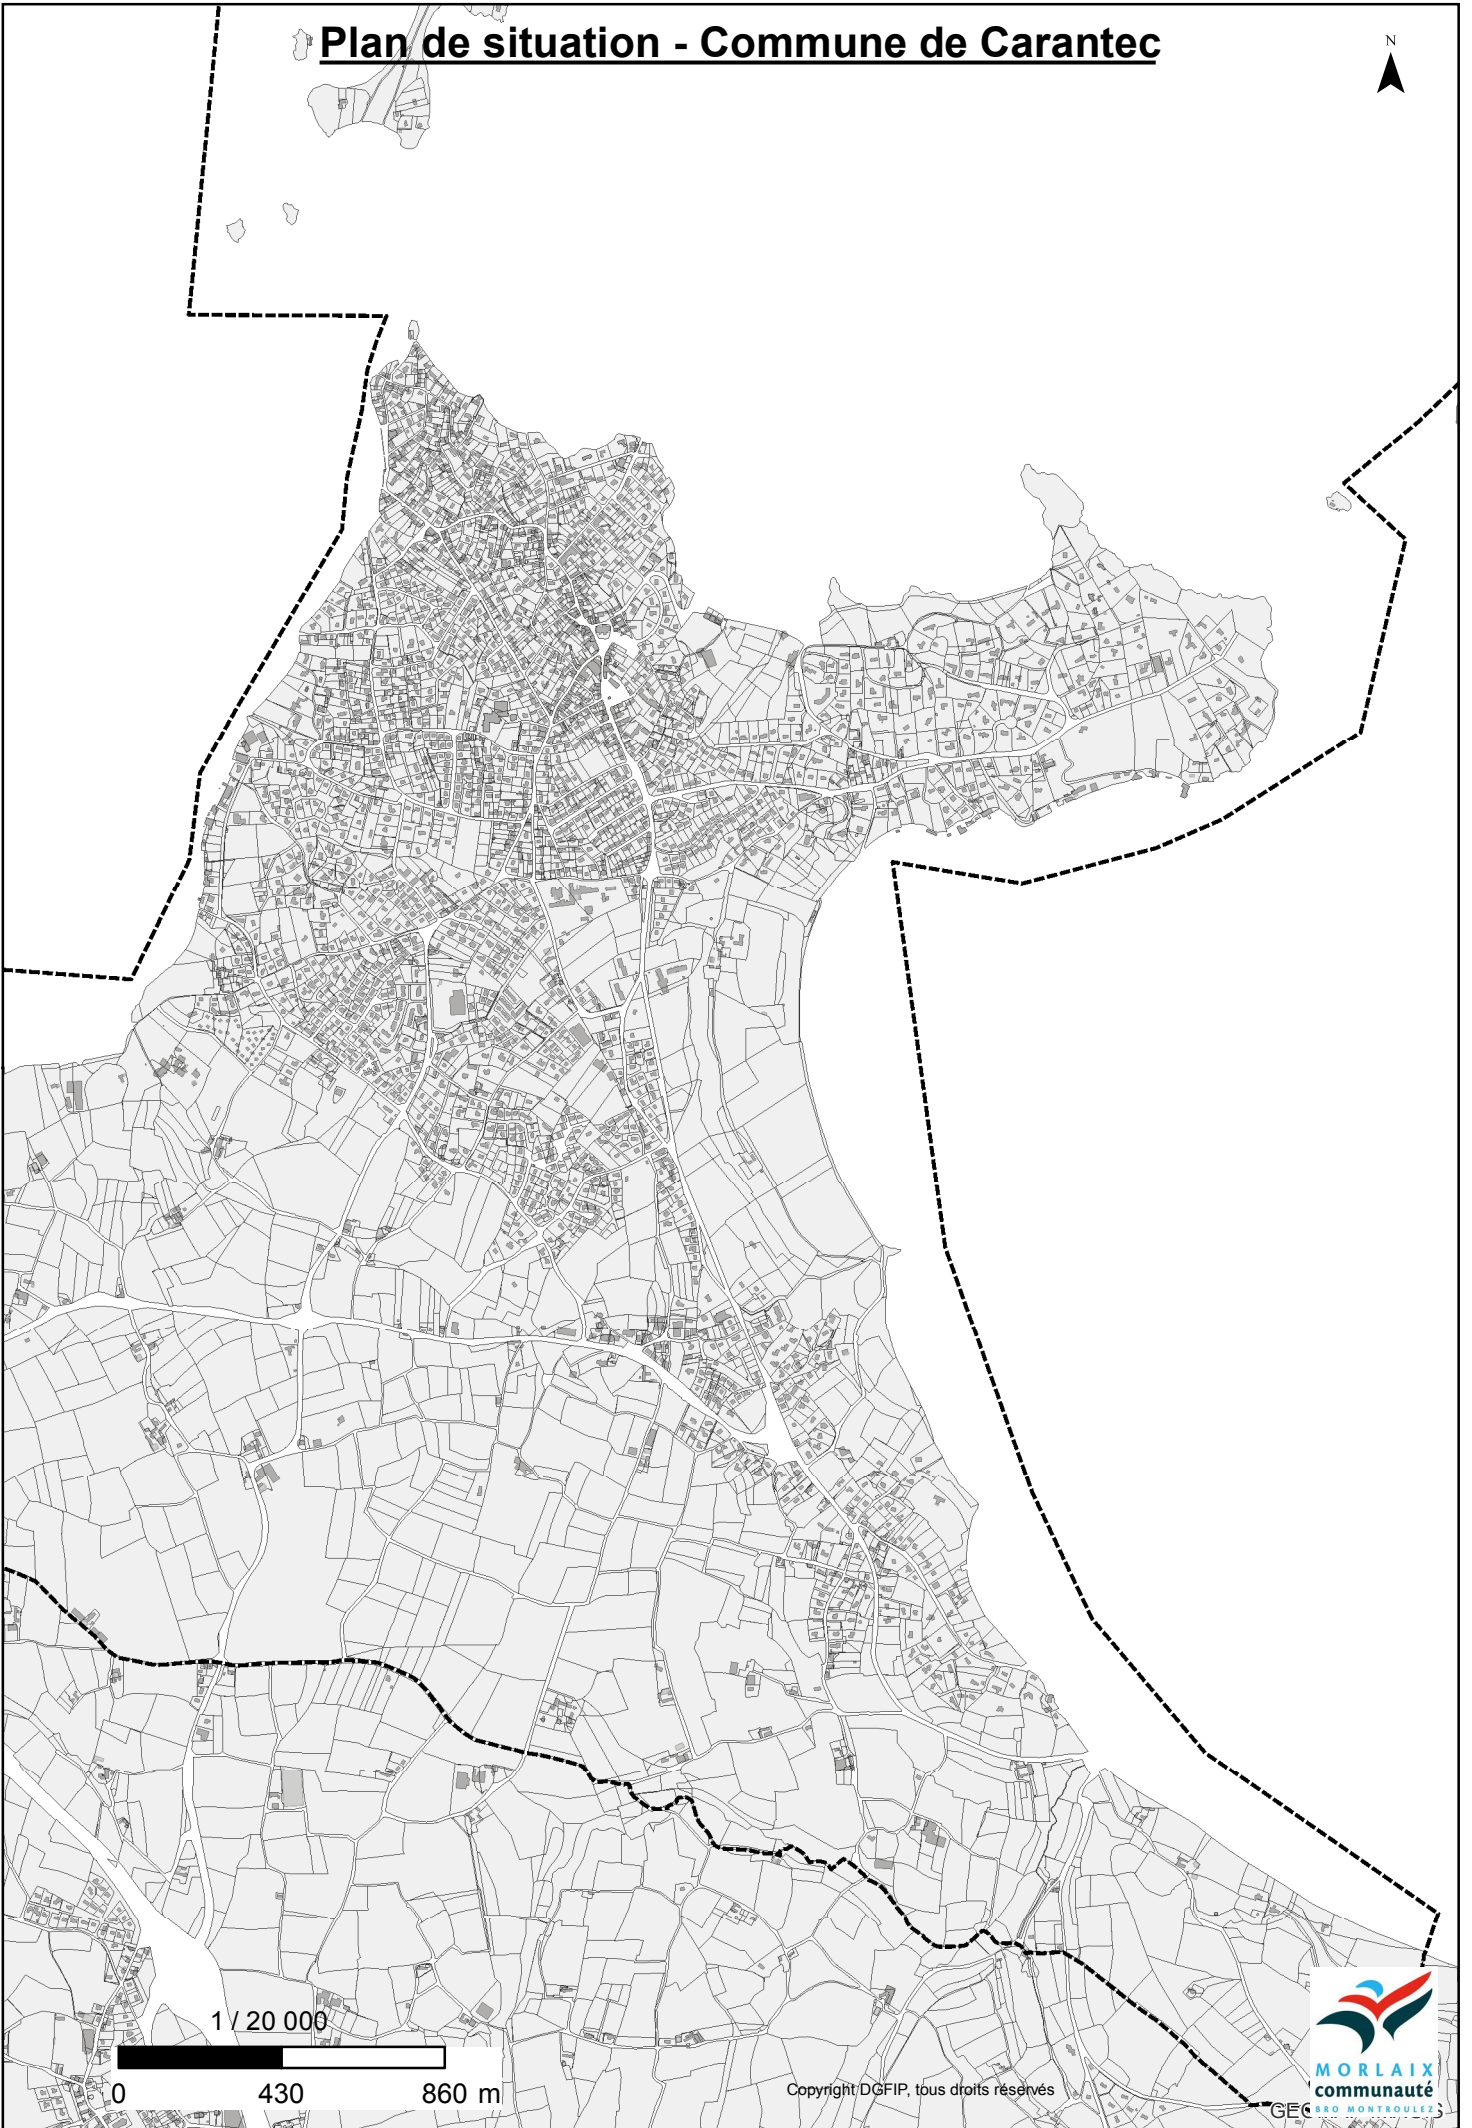 Plan de situation - Commune de Carantec
N
1 / 20 000
0 430 860 m
Copyright DGFIP, tous droits réservés
MORLAIX
communauté
BRO MONTROULEZ